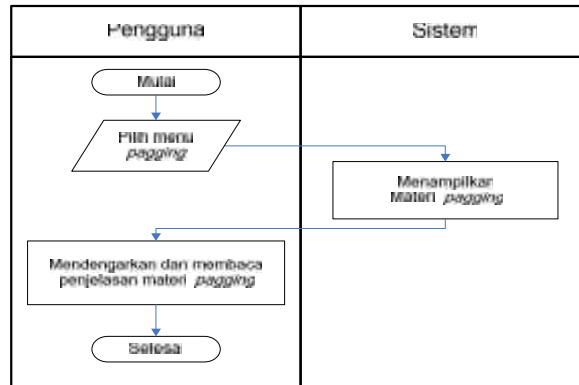 Pengguna
Sistem
Mulai
Pilih menu
pagging
Menampilkan
Materi pagging
Mendengarkan dan membaca
penjelasan materi pagging
Selesai